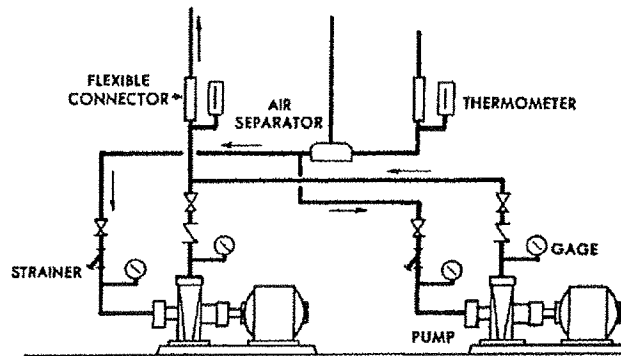 FLEXIBLE
CONNECTOR
AIR
SEPARATOR
THERMOMETER
STRAINER
GAGE
PUMP